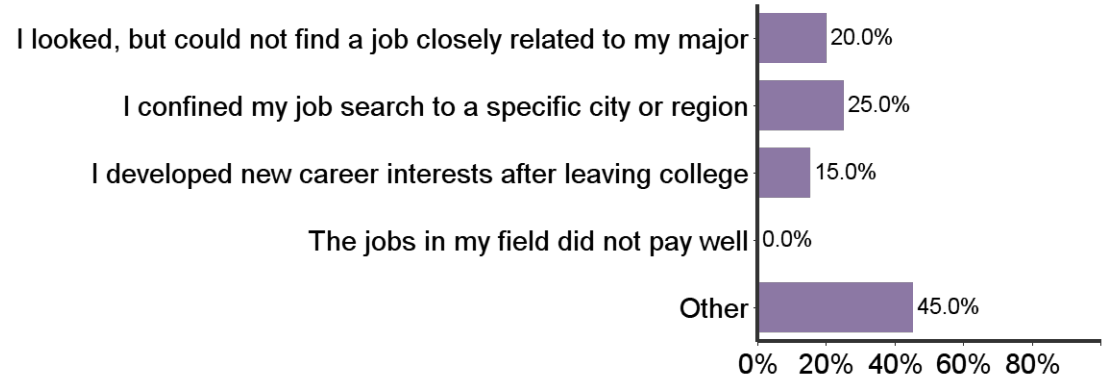 I looked, but could not find a job closely related to my major 20.0%
I confined my job search to a specific city or region 25.0%
I developed new career interests after leaving college 15.0%
The jobs in my field did not pay well 0.0%
Other 45.0%
0% 20% 40% 60% 80%